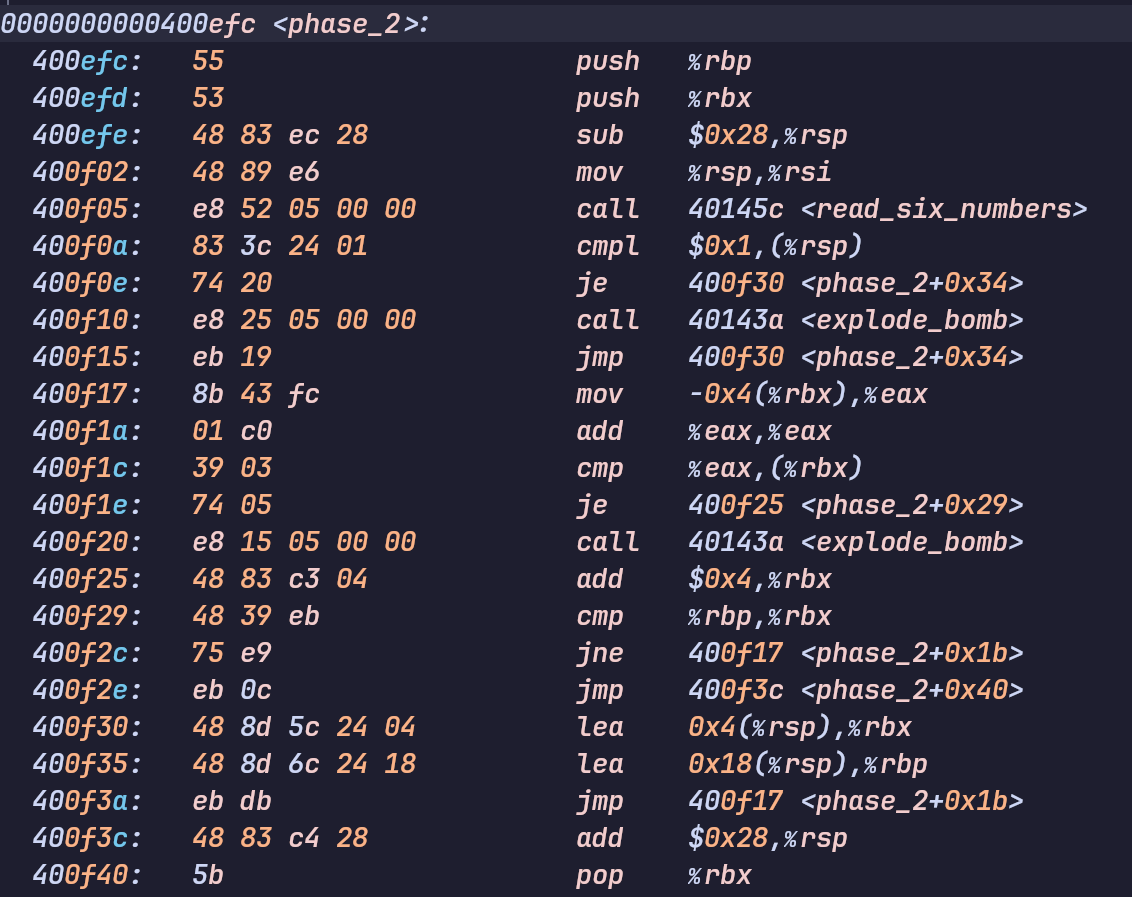 0000000000400efc <phase_2>:
400efc: 55 push %rbp
400efd: 53 push %rbx
400efe: 48 83 ec 28 sub $0x28,%rsp
400f02: 48 89 e6 mov %rsp,%rsi
400f05: e8 52 05 00 00 call 40145c <read_six_numbers>
400f0a: 83 3c 24 01 cmpl $0x1,(%rsp)
400f0e: 74 20 je 400f30 <phase_2+0x34>
400f10: e8 25 05 00 00 call 40143a <explode_bomb>
400f15: eb 19 jmp 400f30 <phase_2+0x34>
400f17: 8b 43 fc mov -0x4(%rbx),%eax
400f1a: 01 c0 add %eax,%eax
400f1c: 39 03 cmp %eax,(%rbx)
400f1e: 74 05 je 400f25 <phase_2+0x29>
400f20: e8 15 05 00 00 call 40143a <explode_bomb>
400f25: 48 83 c3 04 add $0x4,%rbx
400f29: 48 39 eb cmp %rbp,%rbx
400f2c: 75 e9 jne 400f17 <phase_2+0x1b>
400f2e: eb 0c jmp 400f3c <phase_2+0x40>
400f30: 48 8d 5c 24 04 lea 0x4(%rsp),%rbx
400f35: 48 8d 6c 24 18 lea 0x18(%rsp),%rbp
400f3a: eb db jmp 400f17 <phase_2+0x1b>
400f3c: 48 83 c4 28 add $0x28,%rsp
400f40: 5b pop %rbx